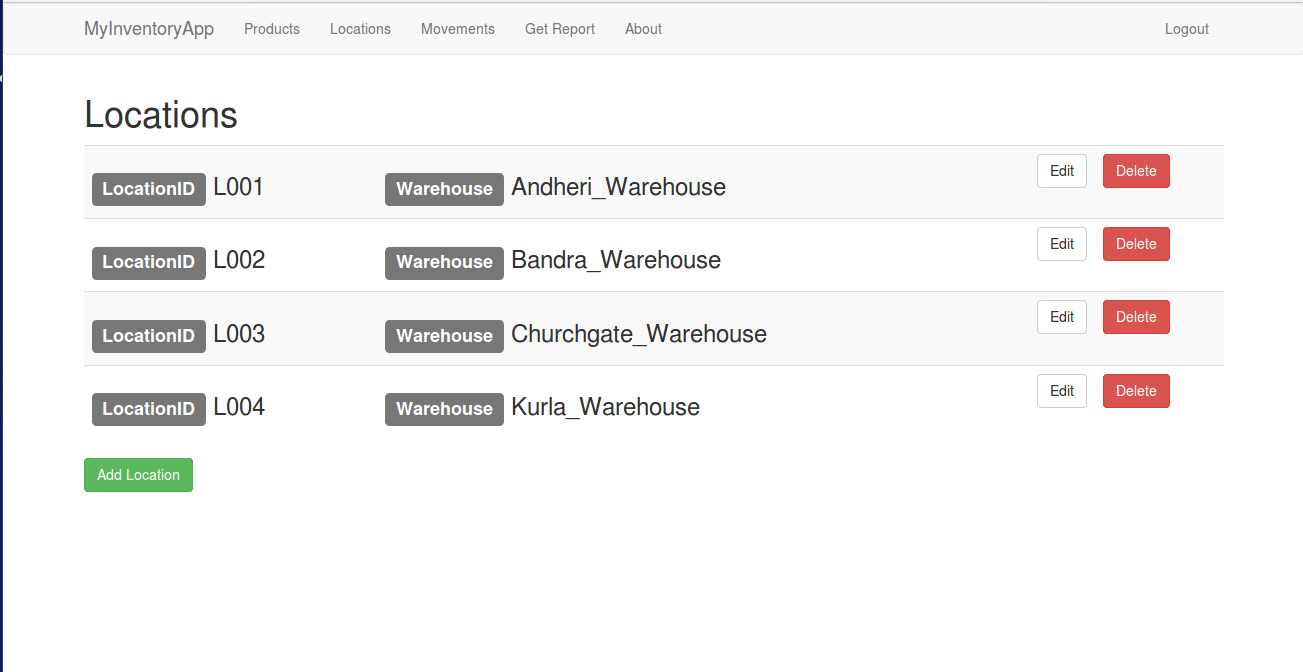 MyInventoryApp Products Locations Movements Get Report About Logout
Locations
LocationID L001 Warehouse Andheri_Warehouse Edit Delete
LocationID L002 Warehouse Bandra_Warehouse Edit Delete
LocationID L003 Warehouse Churchgate_Warehouse Edit Delete
LocationID L004 Warehouse Kurla_Warehouse Edit Delete
Add Location